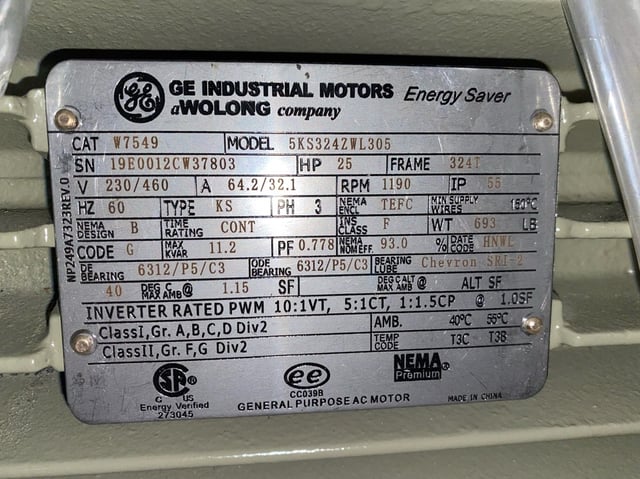 GE INDUSTRIAL MOTORS Energy Saver
aWOLONG company
CAT W7549 MODEL 5KS324ZWL305
SN 19E0012CW37803 HP 25 FRAME 324T
V 230/460 A 64.2/32.1 RPM 1190 IP 55
HZ 60 TYPE KS PH 3 NEMA ENCL TEFC MIN SUPPLY WIRES °C
NEMA DESIGN B TIME RATING CONT INS CLASS F WT 693 LB
CODE G MAX KVAR 11.2 PF 0.778 NEMA NOM EFF. 93.0 % DATE CODE HNWL
DE BEARING 6312/P5/C3 ODE BEARING 6312/P5/C3 BEARING LUBE Chevron SRI-2
40 DEG C MAX AMB @ 1.15 SF DEG C ALT MAX AMB @ ALT SF
INVERTER RATED PWM 10:1VT, 5:1CT, 1:1.5CP @ 1.0SF
ClassI,Gr.A,B,C,D Div2 AMB. 40°C 55°C
ClassII,Gr.F,G Div2 TEMP CODE T3C T3B
NP249A7323REV.0
SA
C US
Energy Verified
273045
ee
CC039B
GENERAL PURPOSE AC MOTOR
NEMA
Premium
MADE IN CHINA